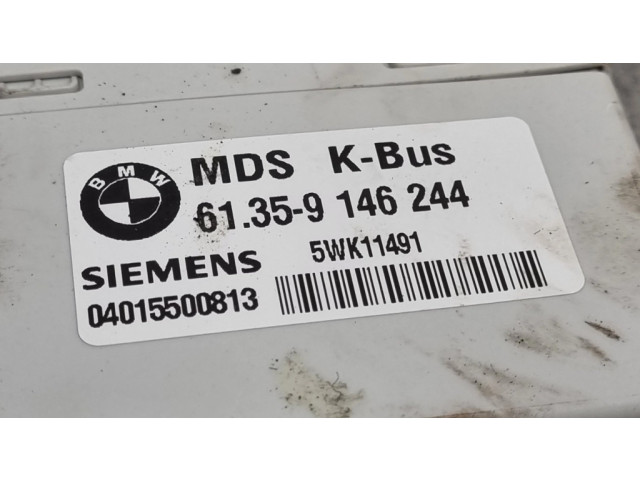 BMW
MDS K-Bus
61.35-9 146 244
SIEMENS
5WK11491
04015500813